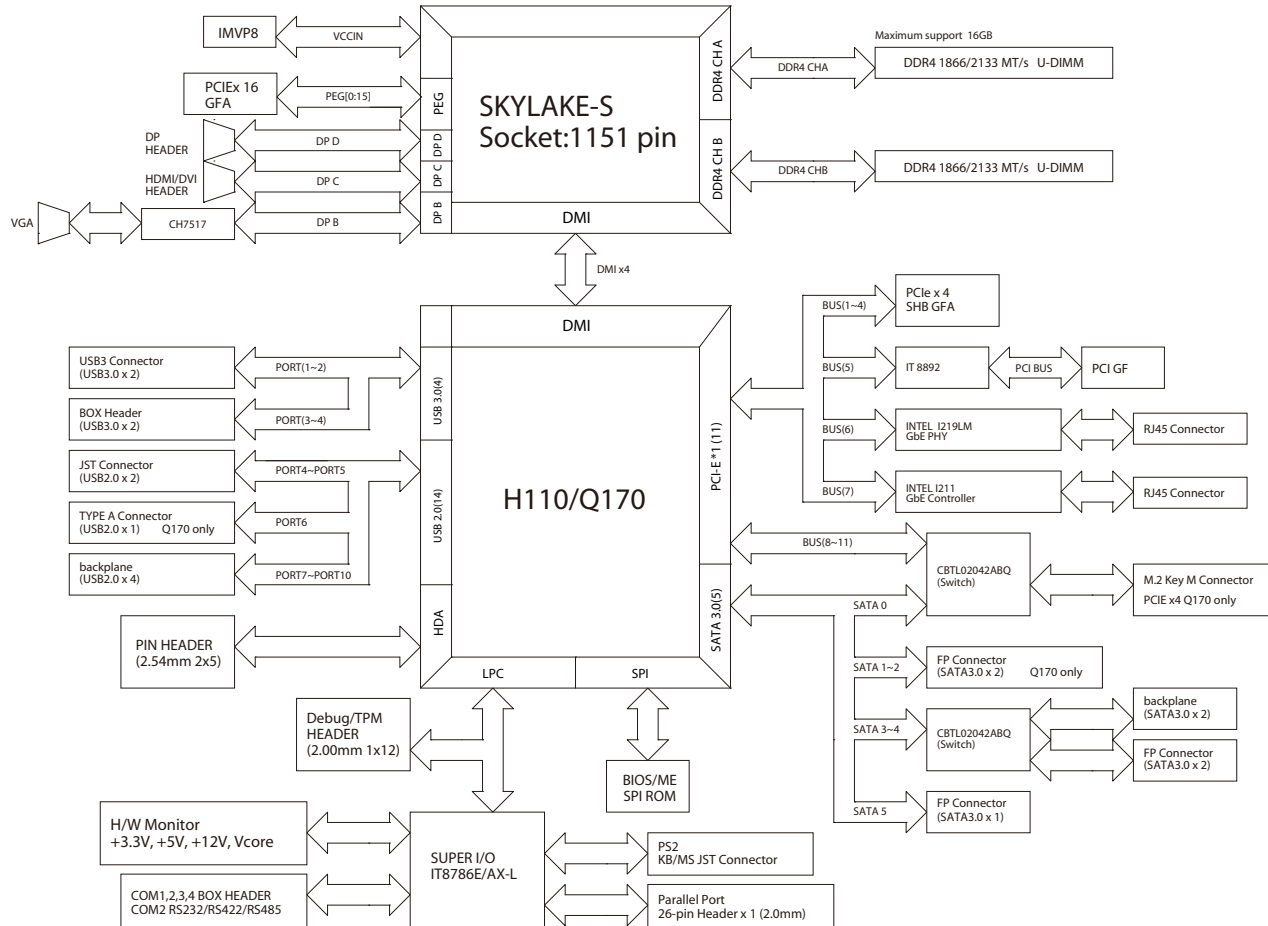 IMVP8
VCCIN
PCIEx 16
GFA
PEG[0:15]
DP
HEADER
DP D
HDMI/DVI
HEADER
DP C
VGA
CH7517
DP B
PEG
DP D
DP C
DP B
SKYLAKE-S
Socket:1151 pin
DMI
DDR4 CH A
DDR4 CH B
Maximum support 16GB
DDR4 CHA
DDR4 1866/2133 MT/s U-DIMM
DDR4 CHB
DDR4 1866/2133 MT/s U-DIMM
DMI x4
DMI
H110/Q170
USB 3.0(4)
USB 2.0(14)
HDA
LPC
SPI
PCI-E *1 (11)
SATA 3.0(5)
USB3 Connector
(USB3.0 x 2)
PORT(1~2)
BOX Header
(USB3.0 x 2)
PORT(3~4)
JST Connector
(USB2.0 x 2)
PORT4~PORT5
TYPE A Connector
(USB2.0 x 1) Q170 only
PORT6
backplane
(USB2.0 x 4)
PORT7~PORT10
PIN HEADER
(2.54mm 2x5)
BUS(1~4)
PCIe x 4
SHB GFA
BUS(5)
IT 8892
PCI BUS
PCI GF
BUS(6)
INTEL I219LM
GbE PHY
RJ45 Connector
BUS(7)
INTEL I211
GbE Controller
RJ45 Connector
BUS(8~11)
CBTL02042ABQ
(Switch)
M.2 Key M Connector
PCIE x4 Q170 only
SATA 0
SATA 1~2
FP Connector
(SATA3.0 x 2) Q170 only
SATA 3~4
CBTL02042ABQ
(Switch)
backplane
(SATA3.0 x 2)
FP Connector
(SATA3.0 x 2)
SATA 5
FP Connector
(SATA3.0 x 1)
Debug/TPM
HEADER
(2.00mm 1x12)
BIOS/ME
SPI ROM
H/W Monitor
+3.3V, +5V, +12V, Vcore
SUPER I/O
IT8786E/AX-L
PS2
KB/MS JST Connector
COM1,2,3,4 BOX HEADER
COM2 RS232/RS422/RS485
Parallel Port
26-pin Header x 1 (2.0mm)